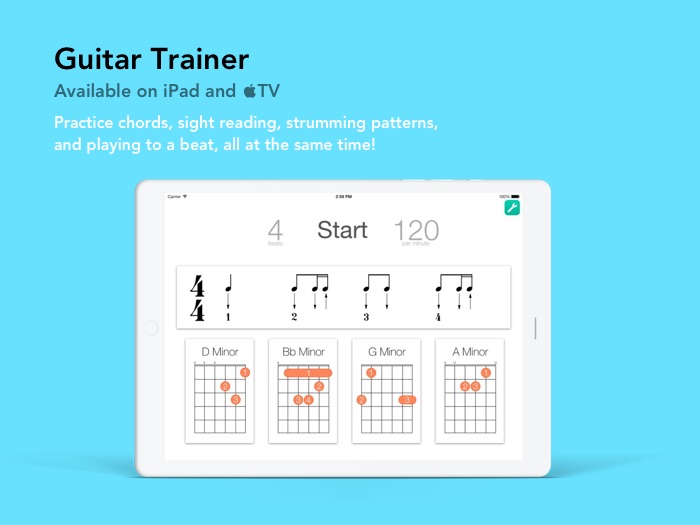 Guitar Trainer
Available on iPad and TV
Practice chords, sight reading, strumming patterns,
and playing to a beat, all at the same time!
Carrier 2:59 PM 100%
4 Start 120
beats per minute
4
4
1 2 3 4
D Minor Bb Minor G Minor A Minor
1 1 1 1
2 2 2 3
3 3 4 2 3